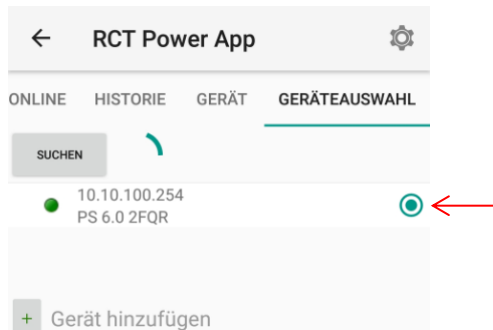 RCT Power App
ONLINE HISTORIE GERÄT GERÄTEAUSWAHL
SUCHEN
10.10.100.254
PS 6.0 2FQR
+ Gerät hinzufügen